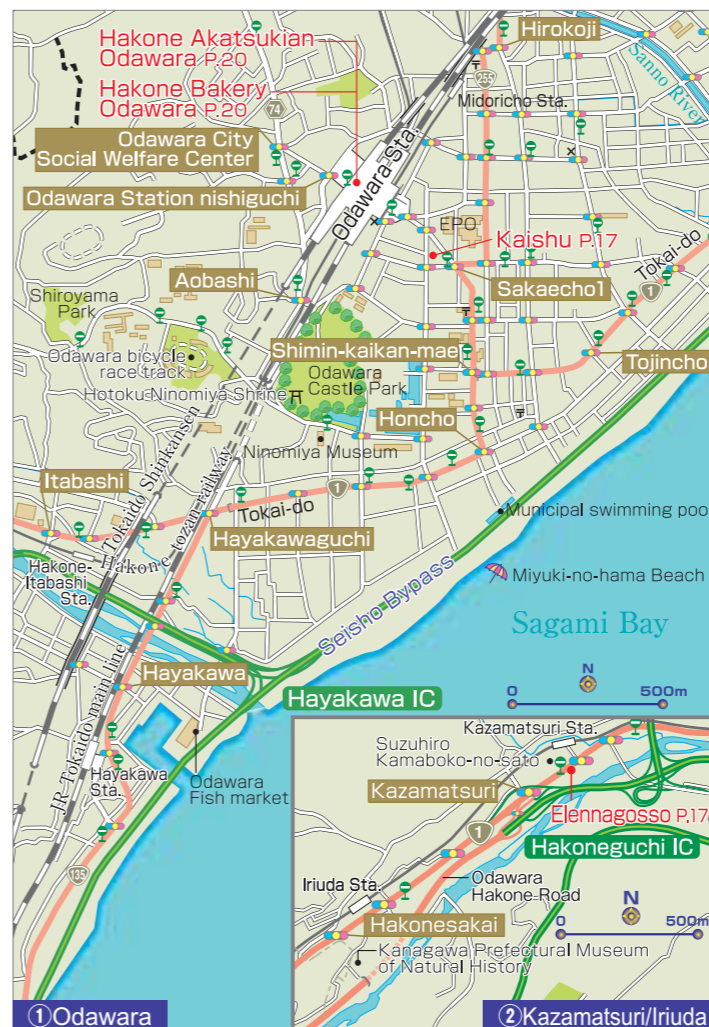 Hakone Akatsukian
Odawara P.20
Hakone Bakery
Odawara P.20
Hirokoji
Sanno River
255
Midoricho Sta.
74
Odawara City
Social Welfare Center
Odawara Sta.
Odawara Station nishiguchi
EPO
Kaishu P.17
Tokai-do
1
Aobashi
Sakaecho1
Shiroyama
Park
Shimin-kaikan-mae
Odawara bicycle
race track
Odawara
Castle Park
Tojincho
Hotoku Ninomiya Shrine
Honcho
Ninomiya Museum
Itabashi
Tokaido Shinkansen
Hakone-tozan-railway
1
Tokai-do
Hayakawaguchi
Municipal swimming poo
Hakone-
Itabashi
Sta.
Seisho Bypass
Miyuki-no-hama Beach
Sagami Bay
Hayakawa
Hayakawa IC
N
0 500m
JR Tokaido main line
Hayakawa
Sta.
Odawara
Fish market
135
①Odawara
Kazamatsuri Sta.
Suzuhiro
Kamaboko-no-sato
Kazamatsuri
Elennagosso P.17
1
Hakoneguchi IC
Iriuda Sta.
Odawara
Hakone Road
N
0 500m
Hakonesakai
Kanagawa Prefectural Museum
of Natural History
②Kazamatsuri/Iriuda